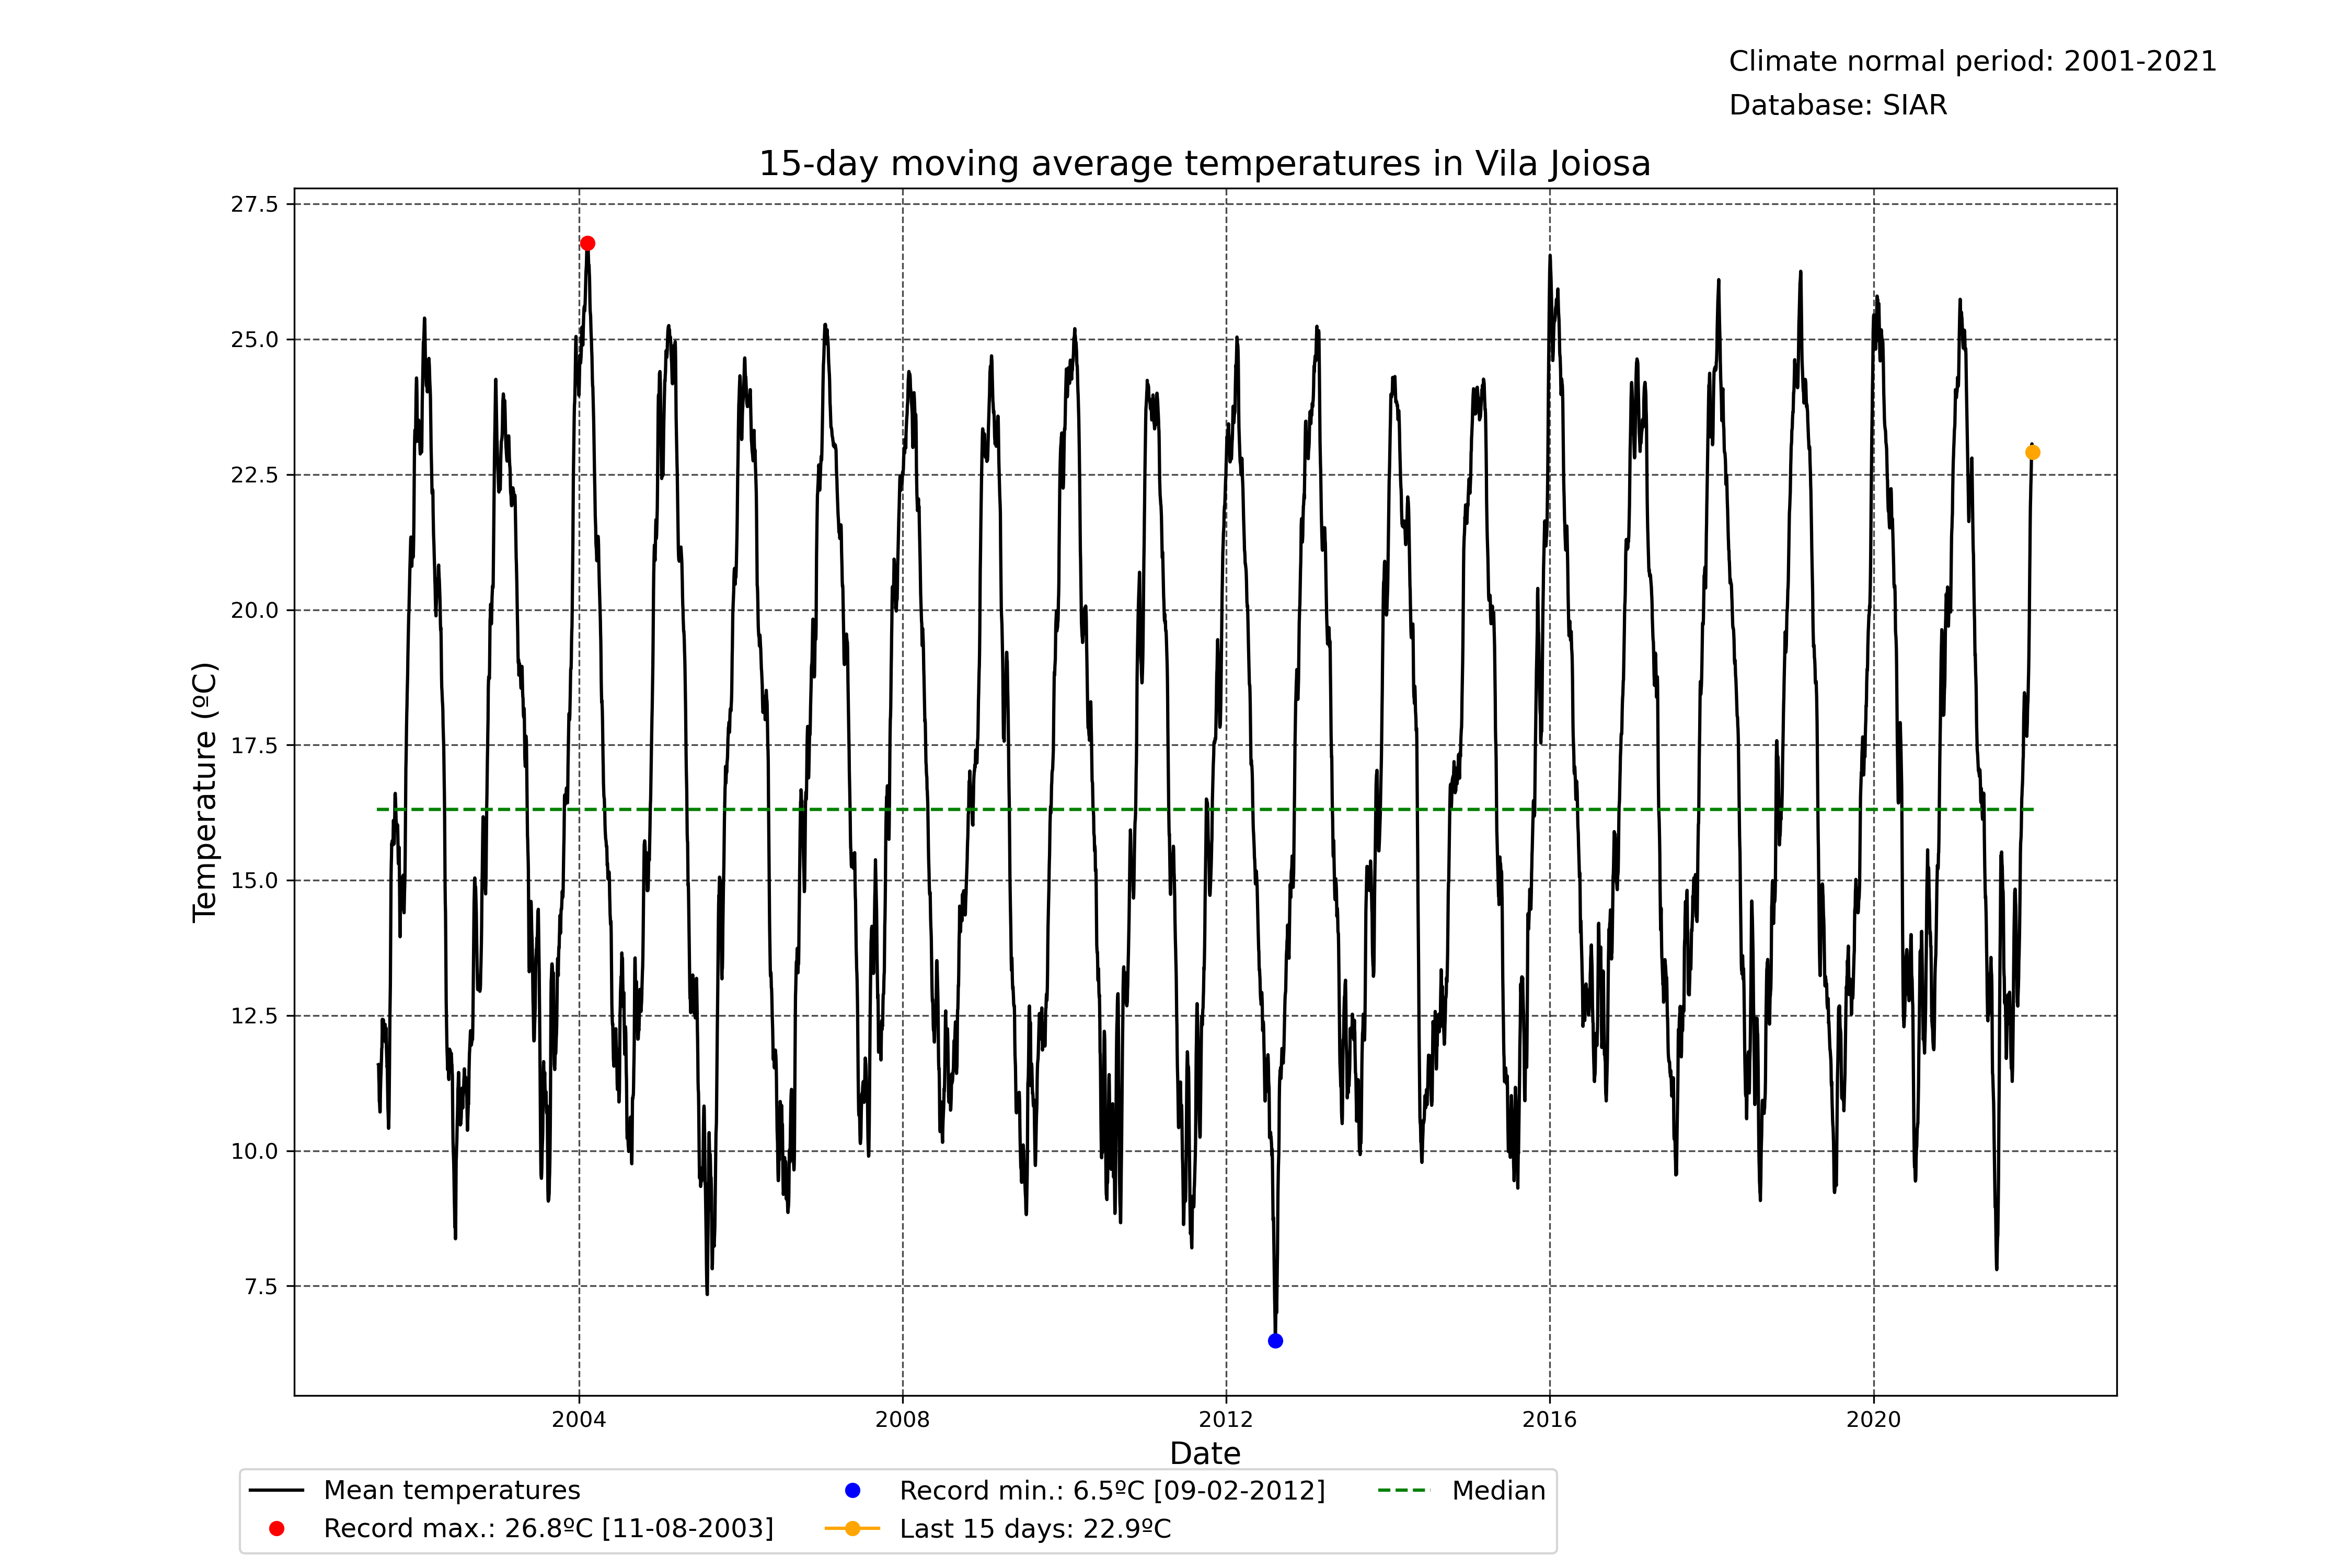 Climate normal period: 2001-2021
Database: SIAR
15-day moving average temperatures in Vila Joiosa
27.5
25.0
22.5
20.0
17.5
15.0
12.5
10.0
7.5
Temperature (ºC)
2004 2008 2012 2016 2020
Date
Mean temperatures
Record max.: 26.8ºC [11-08-2003]
Record min.: 6.5ºC [09-02-2012]
Last 15 days: 22.9ºC
Median